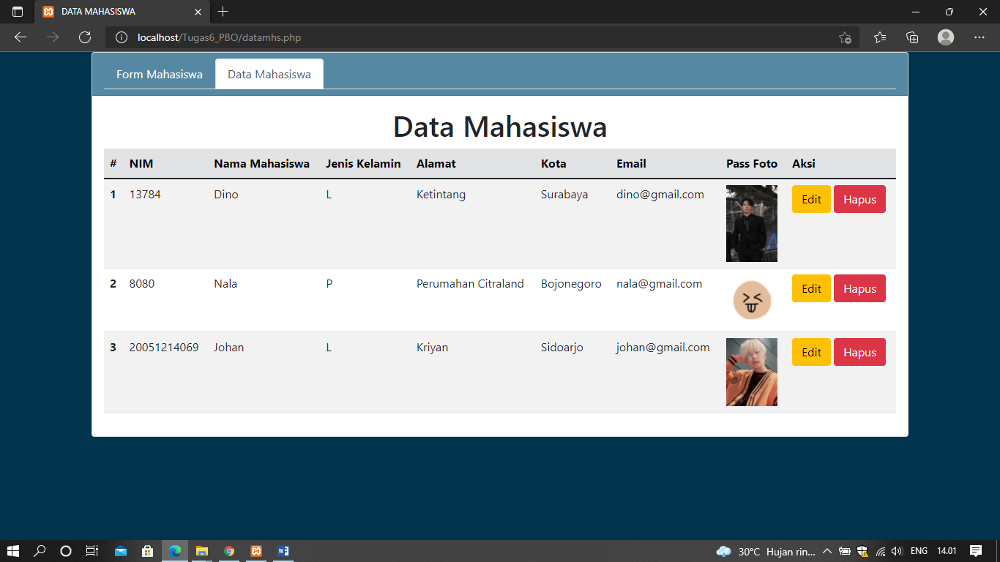 DATA MAHASISWA
localhost/Tugas6_PBO/datamhs.php
Form Mahasiswa Data Mahasiswa
Data Mahasiswa
# NIM Nama Mahasiswa Jenis Kelamin Alamat Kota Email Pass Foto Aksi
1 13784 Dino L Ketintang Surabaya dino@gmail.com Edit Hapus
2 8080 Nala P Perumahan Citraland Bojonegoro nala@gmail.com Edit Hapus
3 20051214069 Johan L Kriyan Sidoarjo johan@gmail.com Edit Hapus
30°C Hujan rin... ENG 14.01